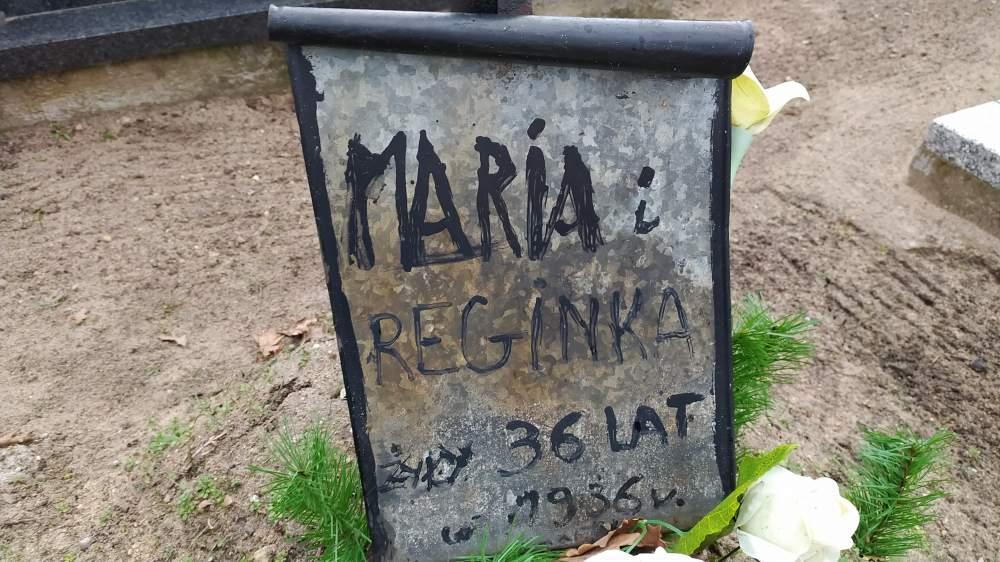 MARiA i
REGiNKA
żyły 36 LAT
w 1936 r.